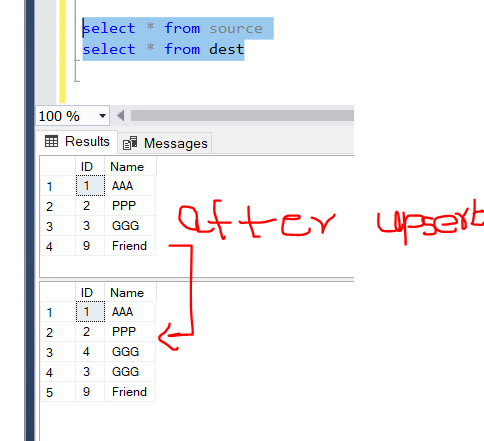 select * from source
select * from dest
100 %
Results Messages
ID Name
1 1 AAA
2 2 PPP
3 3 GGG
4 9 Friend
after upsert
ID Name
1 1 AAA
2 2 PPP
3 4 GGG
4 3 GGG
5 9 Friend